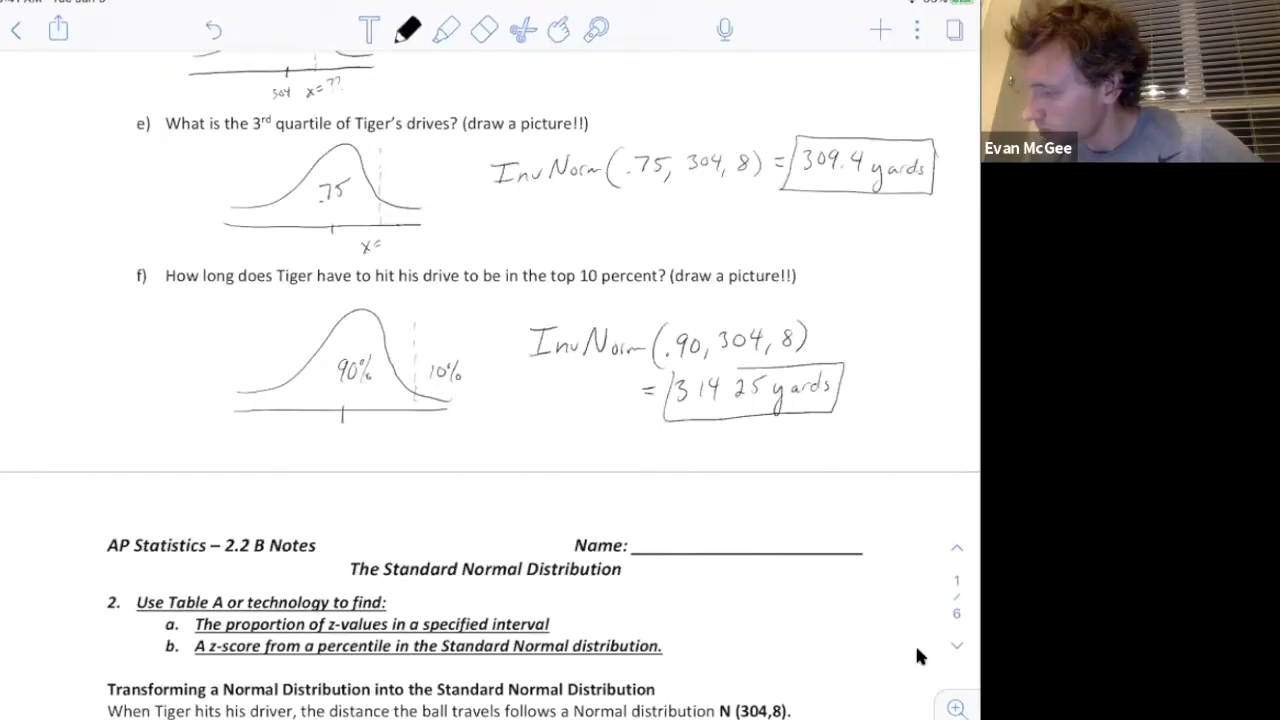 304 x=??
e) What is the 3rd quartile of Tiger's drives? (draw a picture!!)
InvNorm(.75, 304, 8) = 309.4 yards
.75
x=
f) How long does Tiger have to hit his drive to be in the top 10 percent? (draw a picture!!)
InvNorm(.90, 304, 8)
90% 10%
= 314 25 yards
AP Statistics – 2.2 B Notes Name:
The Standard Normal Distribution
2. Use Table A or technology to find:
a. The proportion of z-values in a specified interval
b. A z-score from a percentile in the Standard Normal distribution.
Transforming a Normal Distribution into the Standard Normal Distribution
When Tiger hits his driver, the distance the ball travels follows a Normal distribution N (304,8).
1
/
6
Evan McGee